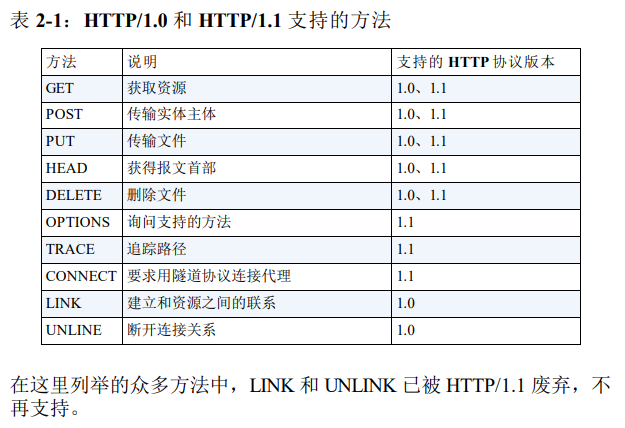 表 2-1：HTTP/1.0 和 HTTP/1.1 支持的方法
方法 说明 支持的 HTTP 协议版本
GET 获取资源 1.0、1.1
POST 传输实体主体 1.0、1.1
PUT 传输文件 1.0、1.1
HEAD 获得报文首部 1.0、1.1
DELETE 删除文件 1.0、1.1
OPTIONS 询问支持的方法 1.1
TRACE 追踪路径 1.1
CONNECT 要求用隧道协议连接代理 1.1
LINK 建立和资源之间的联系 1.0
UNLINE 断开连接关系 1.0
在这里列举的众多方法中，LINK 和 UNLINK 已被 HTTP/1.1 废弃，不
再支持。